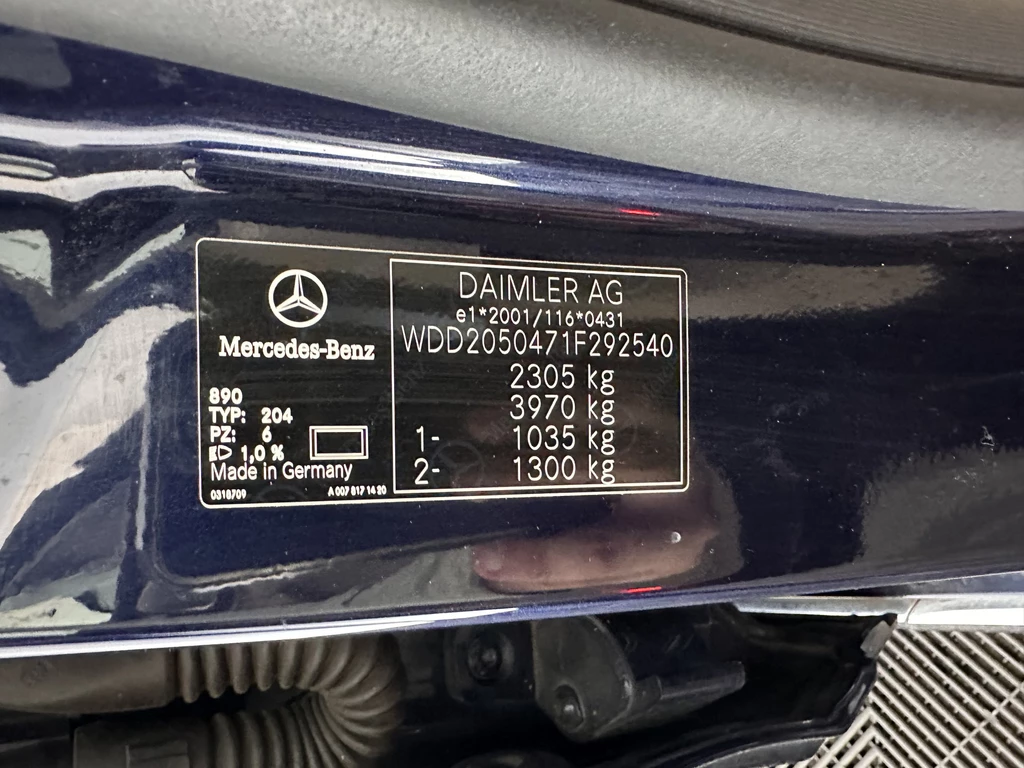 Mercedes-Benz
890
TYP: 204
PZ: 6
1,0 %
Made in Germany
0318709
A 007 817 14 20
DAIMLER AG
e1*2001/116*0431
WDD2050471F292540
2305 kg
3970 kg
1- 1035 kg
2- 1300 kg